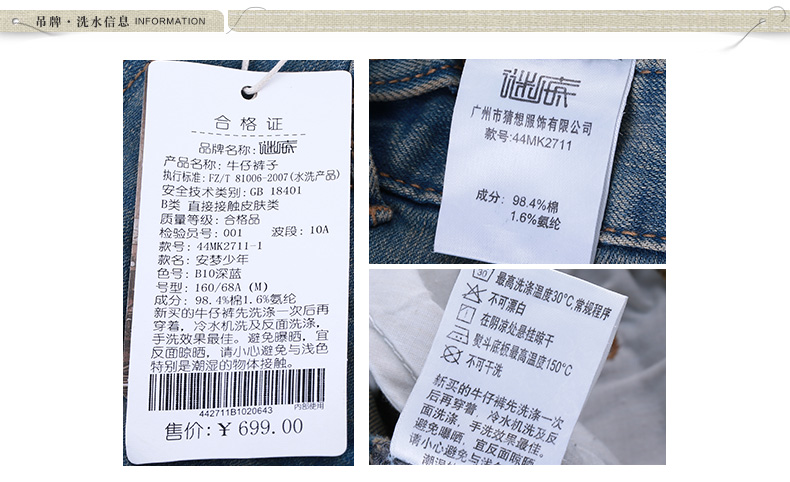 吊牌·洗水信息 INFORMATION
合格证
品牌名称:谜底
产品名称: 牛仔裤子
执行标准: FZ/T 81006-2007(水洗产品)
安全技术类别: GB 18401
B类 直接接触皮肤类
质量等级: 合格品
检验员号: 001 波段: 10A
款号: 44MK2711-1
款名: 安梦少年
色号: B10深蓝
号型: 160/68A (M)
成分: 98.4%棉1.6%氨纶
新买的牛仔裤先洗涤一次后再
穿着, 冷水机洗及反面洗涤,
手洗效果最佳。避免曝晒, 宜
反面晾晒, 请小心避免与浅色
特别是潮湿的物体接触。
442711B1020643 内部使用
售价: ¥ 699.00
谜底
广州市猜想服饰有限公司
款号:44MK2711
成分: 98.4%棉
1.6%氨纶
30 最高洗涤温度30°C,常规程序
不可漂白
在阴凉处悬挂晾干
熨斗底板最高温度150°C
不可干洗
新买的牛仔裤先洗涤一次
后再穿着, 冷水机洗及反
面洗涤, 手洗效果最佳。
避免曝晒, 宜反面晾晒,
请小心避免与浅色
潮湿的